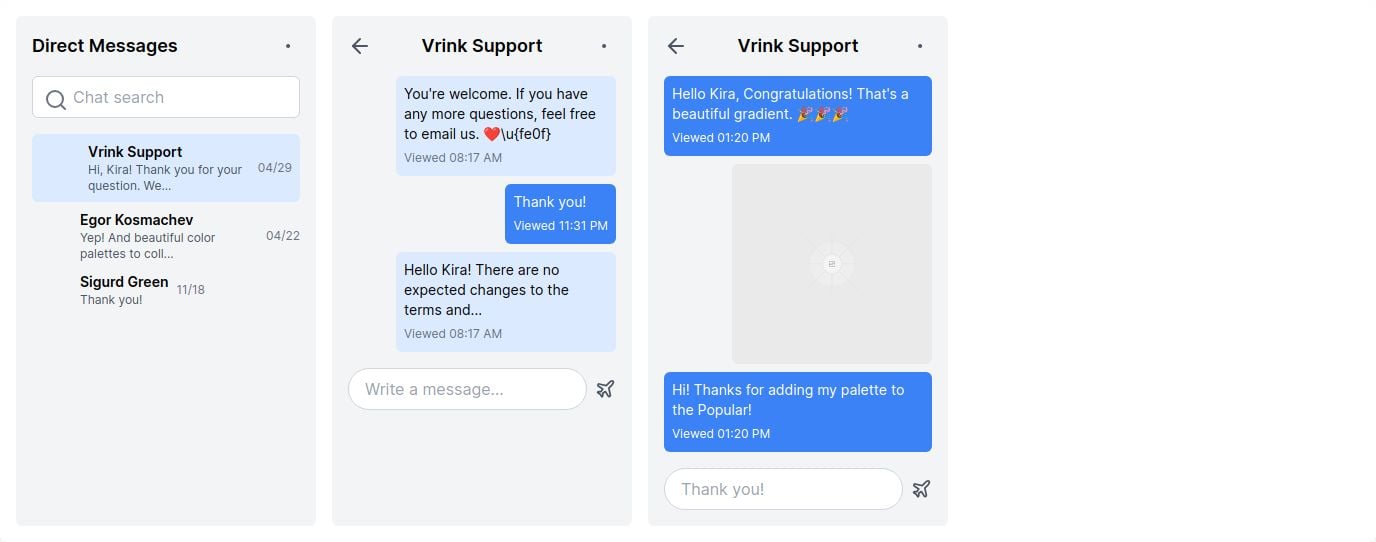 Direct Messages
Chat search
Vrink Support
Hi, Kira! Thank you for your
question. We...
04/29
Egor Kosmachev
Yep! And beautiful color
palettes to coll...
04/22
Sigurd Green
Thank you!
11/18
Vrink Support
You're welcome. If you have
any more questions, feel free
to email us. ❤️\u{fe0f}
Viewed 08:17 AM
Thank you!
Viewed 11:31 PM
Hello Kira! There are no
expected changes to the
terms and...
Viewed 08:17 AM
Write a message...
Vrink Support
Hello Kira, Congratulations! That's a
beautiful gradient. 🎉🎉🎉
Viewed 01:20 PM
Hi! Thanks for adding my palette to
the Popular!
Viewed 01:20 PM
Thank you!